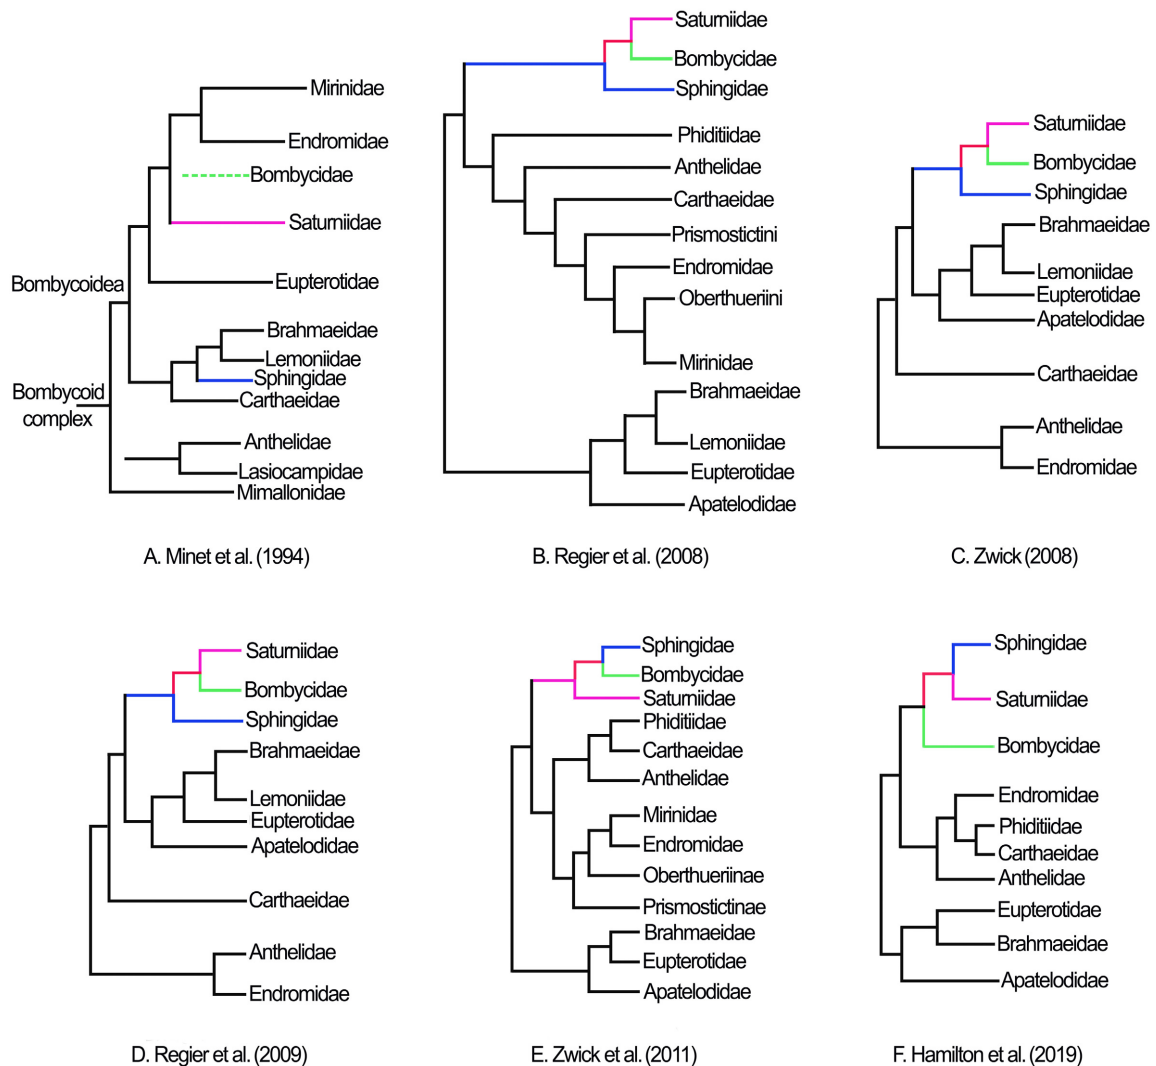 Mirinidae
Endromidae
Bombycidae
Saturniidae
Bombycoidea
Eupterotidae
Brahmaeidae
Lemoniidae
Sphingidae
Bombycoid
complex
Carthaeidae
Anthelidae
Lasiocampidae
Mimallonidae
A. Minet et al. (1994)
Saturniidae
Bombycidae
Sphingidae
Phiditiidae
Anthelidae
Carthaeidae
Prismostictini
Endromidae
Oberthueriini
Mirinidae
Brahmaeidae
Lemoniidae
Eupterotidae
Apatelodidae
B. Regier et al. (2008)
Saturniidae
Bombycidae
Sphingidae
Brahmaeidae
Lemoniidae
Eupterotidae
Apatelodidae
Carthaeidae
Anthelidae
Endromidae
C. Zwick (2008)
Saturniidae
Bombycidae
Sphingidae
Brahmaeidae
Lemoniidae
Eupterotidae
Apatelodidae
Carthaeidae
Anthelidae
Endromidae
D. Regier et al. (2009)
Sphingidae
Bombycidae
Saturniidae
Phiditiidae
Carthaeidae
Anthelidae
Mirinidae
Endromidae
Oberthueriinae
Prismostictinae
Brahmaeidae
Eupterotidae
Apatelodidae
E. Zwick et al. (2011)
Sphingidae
Saturniidae
Bombycidae
Endromidae
Phiditiidae
Carthaeidae
Anthelidae
Eupterotidae
Brahmaeidae
Apatelodidae
F. Hamilton et al. (2019)